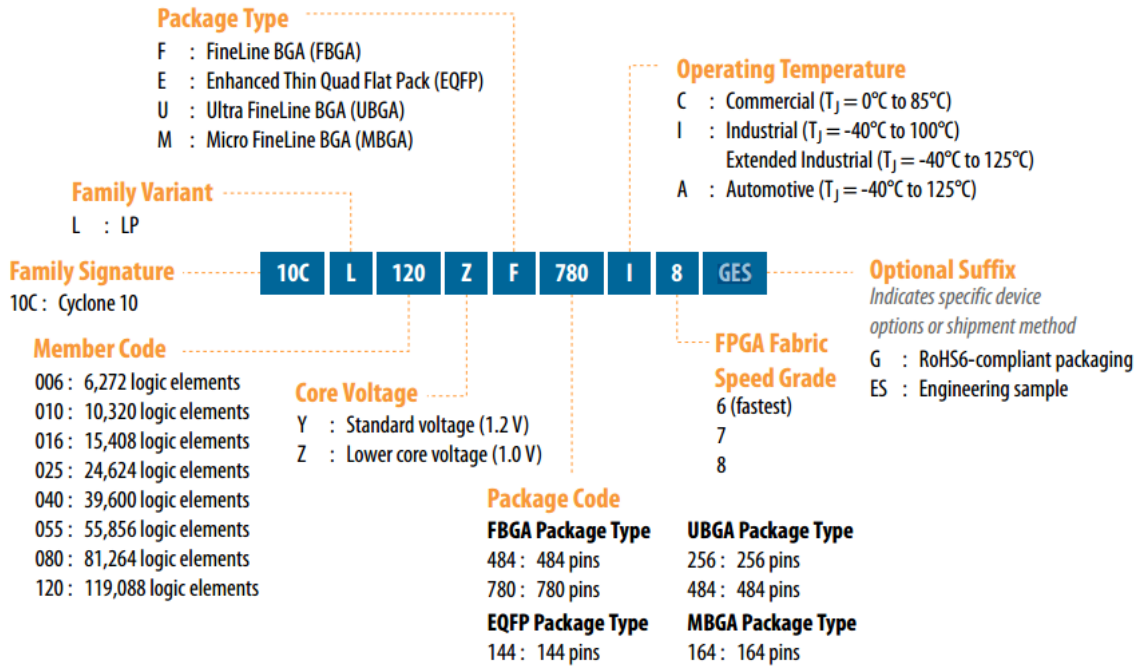 Package Type
F : FineLine BGA (FBGA)
E : Enhanced Thin Quad Flat Pack (EQFP)
U : Ultra FineLine BGA (UBGA)
M : Micro FineLine BGA (MBGA)
Operating Temperature
C : Commercial (TJ = 0°C to 85°C)
I : Industrial (TJ = -40°C to 100°C)
Extended Industrial (TJ = -40°C to 125°C)
A : Automotive (TJ = -40°C to 125°C)
Family Variant
L : LP
Family Signature
10C : Cyclone 10
10C L 120 Z F 780 I 8 GES
Optional Suffix
Indicates specific device
options or shipment method
G : RoHS6-compliant packaging
ES : Engineering sample
Member Code
006 : 6,272 logic elements
010 : 10,320 logic elements
016 : 15,408 logic elements
025 : 24,624 logic elements
040 : 39,600 logic elements
055 : 55,856 logic elements
080 : 81,264 logic elements
120 : 119,088 logic elements
Core Voltage
Y : Standard voltage (1.2 V)
Z : Lower core voltage (1.0 V)
FPGA Fabric
Speed Grade
6 (fastest)
7
8
Package Code
FBGA Package Type
484 : 484 pins
780 : 780 pins
EQFP Package Type
144 : 144 pins
UBGA Package Type
256 : 256 pins
484 : 484 pins
MBGA Package Type
164 : 164 pins